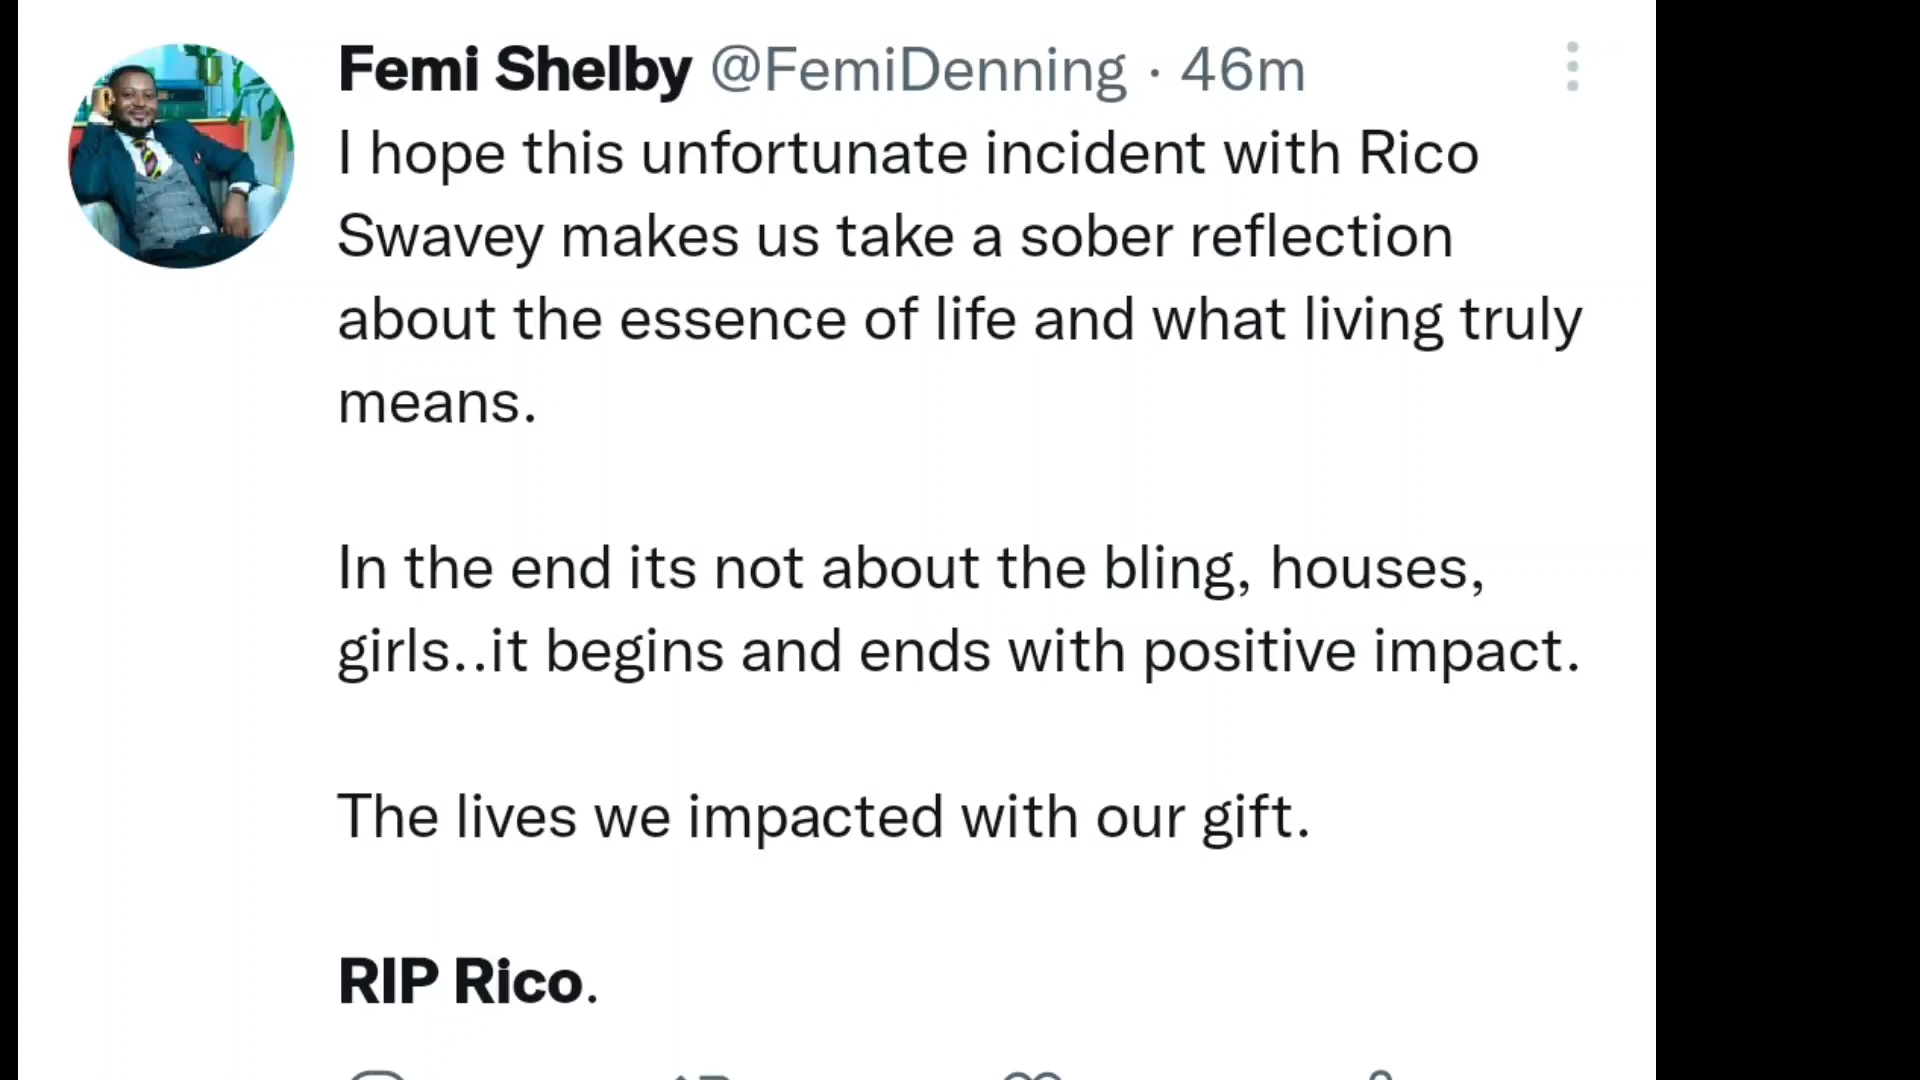 Femi Shelby @FemiDenning · 46m
I hope this unfortunate incident with Rico
Swavey makes us take a sober reflection
about the essence of life and what living truly
means.
In the end its not about the bling, houses,
girls..it begins and ends with positive impact.
The lives we impacted with our gift.
RIP Rico.